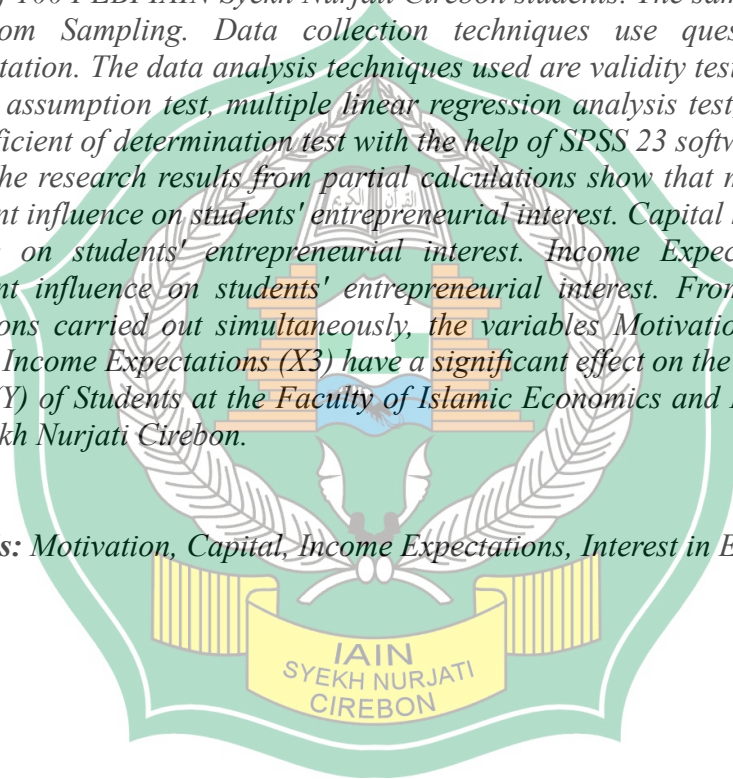 of 100 FEBI IAIN Syekh Nurjati Cirebon students. The sam
om Sampling. Data collection techniques use ques
tation. The data analysis techniques used are validity test
assumption test, multiple linear regression analysis test,
ficient of determination test with the help of SPSS 23 softw
he research results from partial calculations show that
nt influence on students' entrepreneurial interest. Capital
on students' entrepreneurial interest. Income Expec
nt influence on students' entrepreneurial interest. From
ons carried out simultaneously, the variables Motivatio
Income Expectations (X3) have a significant effect on the
(Y) of Students at the Faculty of Islamic Economics and
kh Nurjati Cirebon.
s: Motivation, Capital, Income Expectations, Interest in E
القرآن الكريم
IAIN
SYEKH NURJATI
CIREBON